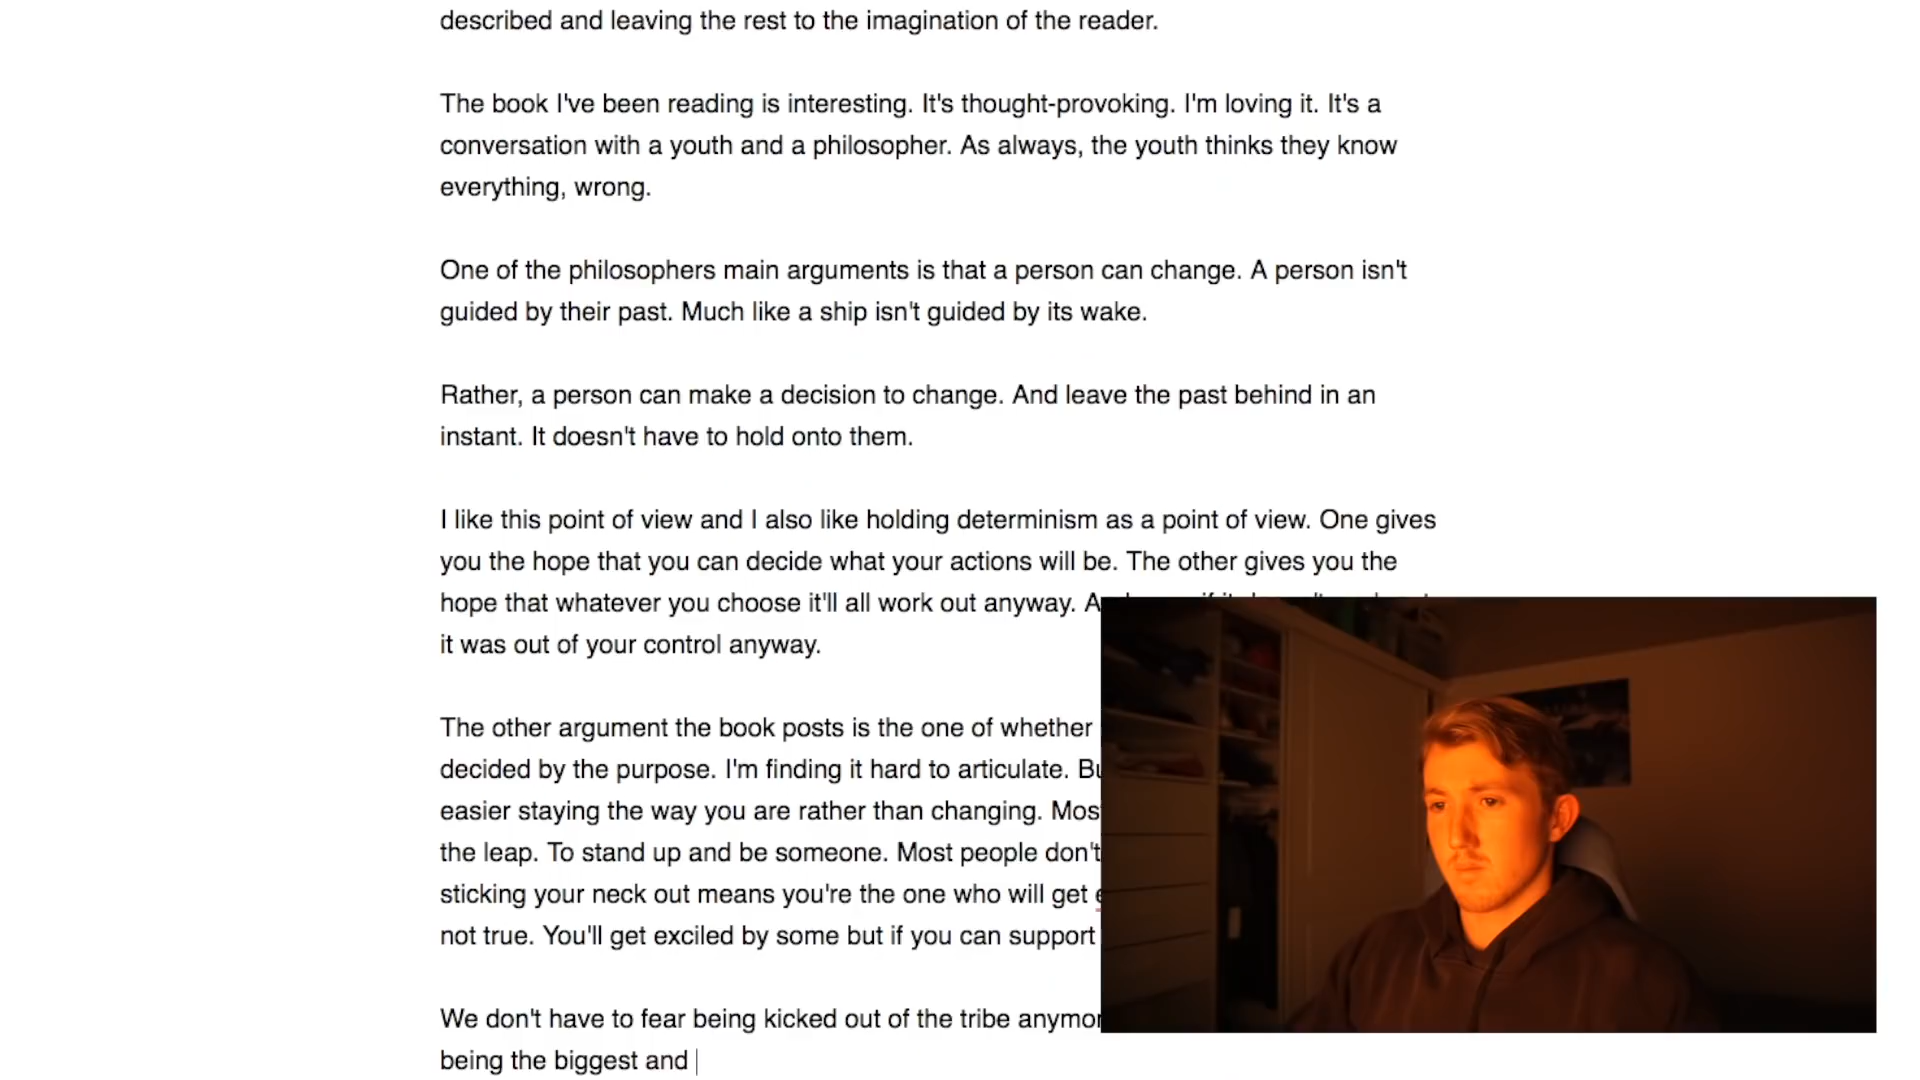 described and leaving the rest to the imagination of the reader.
The book I've been reading is interesting. It's thought-provoking. I'm loving it. It's a
conversation with a youth and a philosopher. As always, the youth thinks they know
everything, wrong.
One of the philosophers main arguments is that a person can change. A person isn't
guided by their past. Much like a ship isn't guided by its wake.
Rather, a person can make a decision to change. And leave the past behind in an
instant. It doesn't have to hold onto them.
I like this point of view and I also like holding determinism as a point of view. One gives
you the hope that you can decide what your actions will be. The other gives you the
hope that whatever you choose it'll all work out anyway.
it was out of your control anyway.
The other argument the book posts is the one of whether
decided by the purpose. I'm finding it hard to articulate.
easier staying the way you are rather than changing.
the leap. To stand up and be someone. Most people don't
sticking your neck out means you're the one who will get
not true. You'll get exciled by some but if you can support
We don't have to fear being kicked out of the tribe
being the biggest and